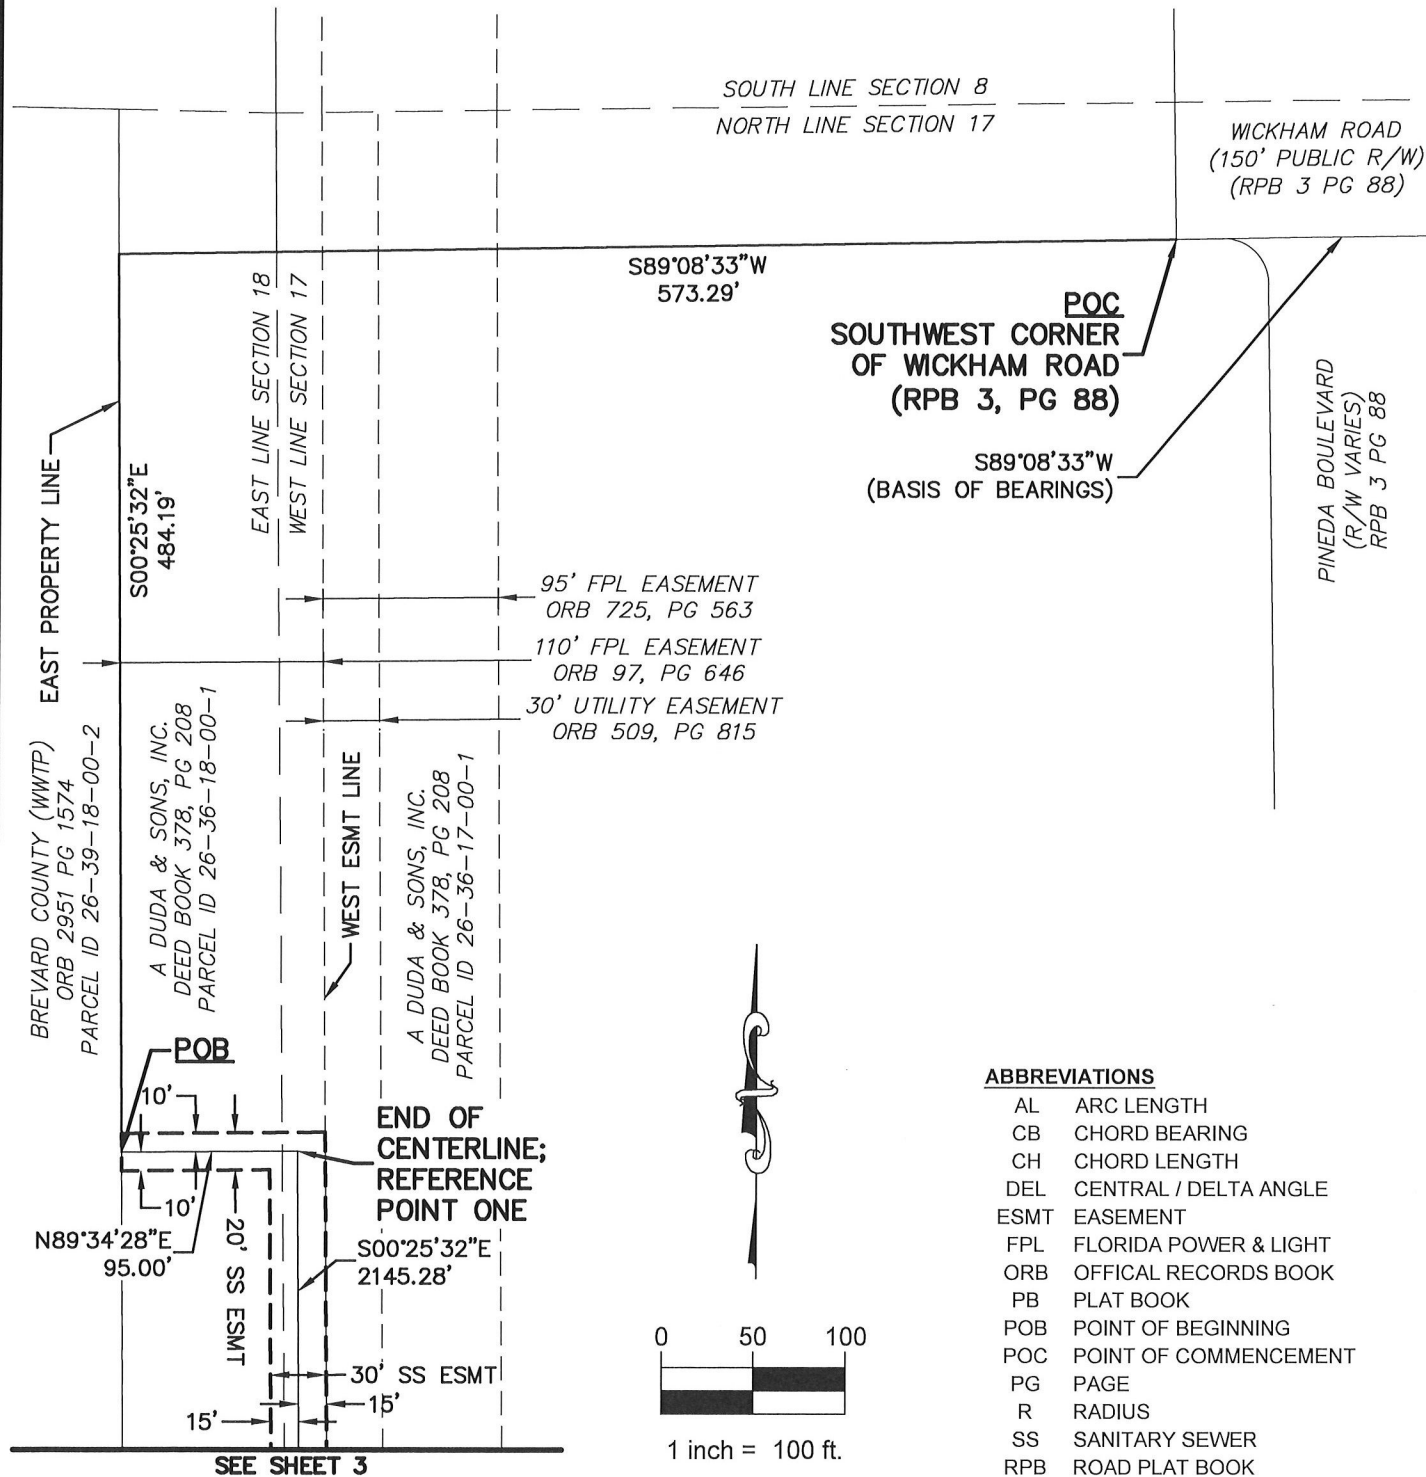 SOUTH LINE SECTION 8
NORTH LINE SECTION 17
WICKHAM ROAD
(150' PUBLIC R/W)
(RPB 3 PG 88)
S89°08'33"W
573.29'
POC
SOUTHWEST CORNER
OF WICKHAM ROAD
(RPB 3, PG 88)
S89°08'33"W
(BASIS OF BEARINGS)
PINEDA BOULEVARD
(R/W VARIES)
RPB 3 PG 88
EAST LINE SECTION 18
WEST LINE SECTION 17
EAST PROPERTY LINE
S00°25'32"E
484.19'
95' FPL EASEMENT
ORB 725, PG 563
110' FPL EASEMENT
ORB 97, PG 646
30' UTILITY EASEMENT
ORB 509, PG 815
BREVARD COUNTY (WWTP)
ORB 2951 PG 1574
PARCEL ID 26-39-18-00-2
A DUDA & SONS, INC.
DEED BOOK 378, PG 208
PARCEL ID 26-36-18-00-1
WEST ESMT LINE
A DUDA & SONS, INC.
DEED BOOK 378, PG 208
PARCEL ID 26-36-17-00-1
POB
10'
END OF
CENTERLINE;
REFERENCE
POINT ONE
10'
N89°34'28"E
95.00'
20' SS ESMT
S00°25'32"E
2145.28'
30' SS ESMT
15'
15'
SEE SHEET 3
0 50 100
1 inch = 100 ft.
ABBREVIATIONS
AL ARC LENGTH
CB CHORD BEARING
CH CHORD LENGTH
DEL CENTRAL / DELTA ANGLE
ESMT EASEMENT
FPL FLORIDA POWER & LIGHT
ORB OFFICAL RECORDS BOOK
PB PLAT BOOK
POB POINT OF BEGINNING
POC POINT OF COMMENCEMENT
PG PAGE
R RADIUS
SS SANITARY SEWER
RPB ROAD PLAT BOOK